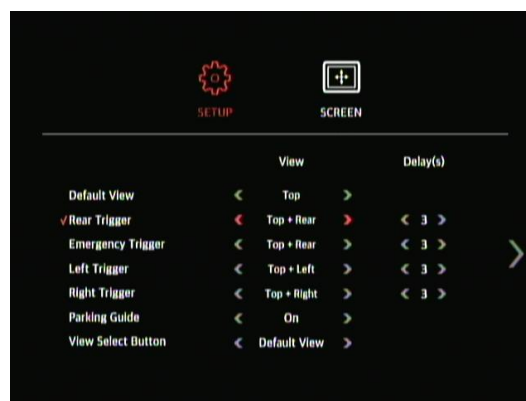 SETUP SCREEN
View Delay(s)
Default View < Top >
√Rear Trigger < Top + Rear > < 3 >
Emergency Trigger < Top + Rear > < 3 >
Left Trigger < Top + Left > < 3 >
Right Trigger < Top + Right > < 3 >
Parking Guide < On >
View Select Button < Default View >